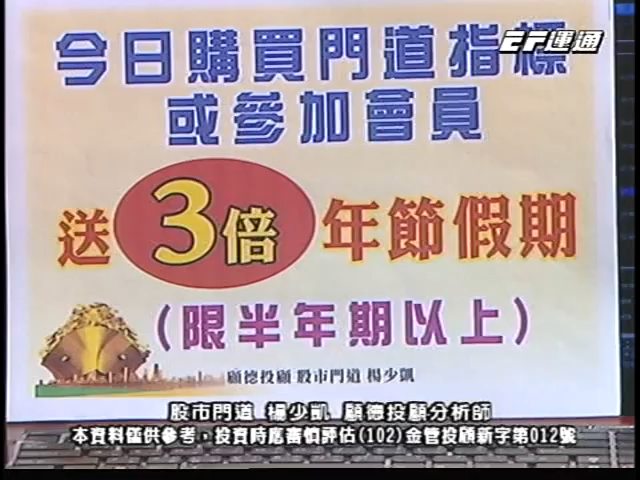 EF運通
今日購買門道指標
或參加會員
送3倍年節假期
(限半年期以上)
顧德投顧 股市門道 楊少凱
股市門道 楊少凱 顧德投顧分析師
本資料僅供參考，投資時應審慎評估(102)金管投顧新字第012號